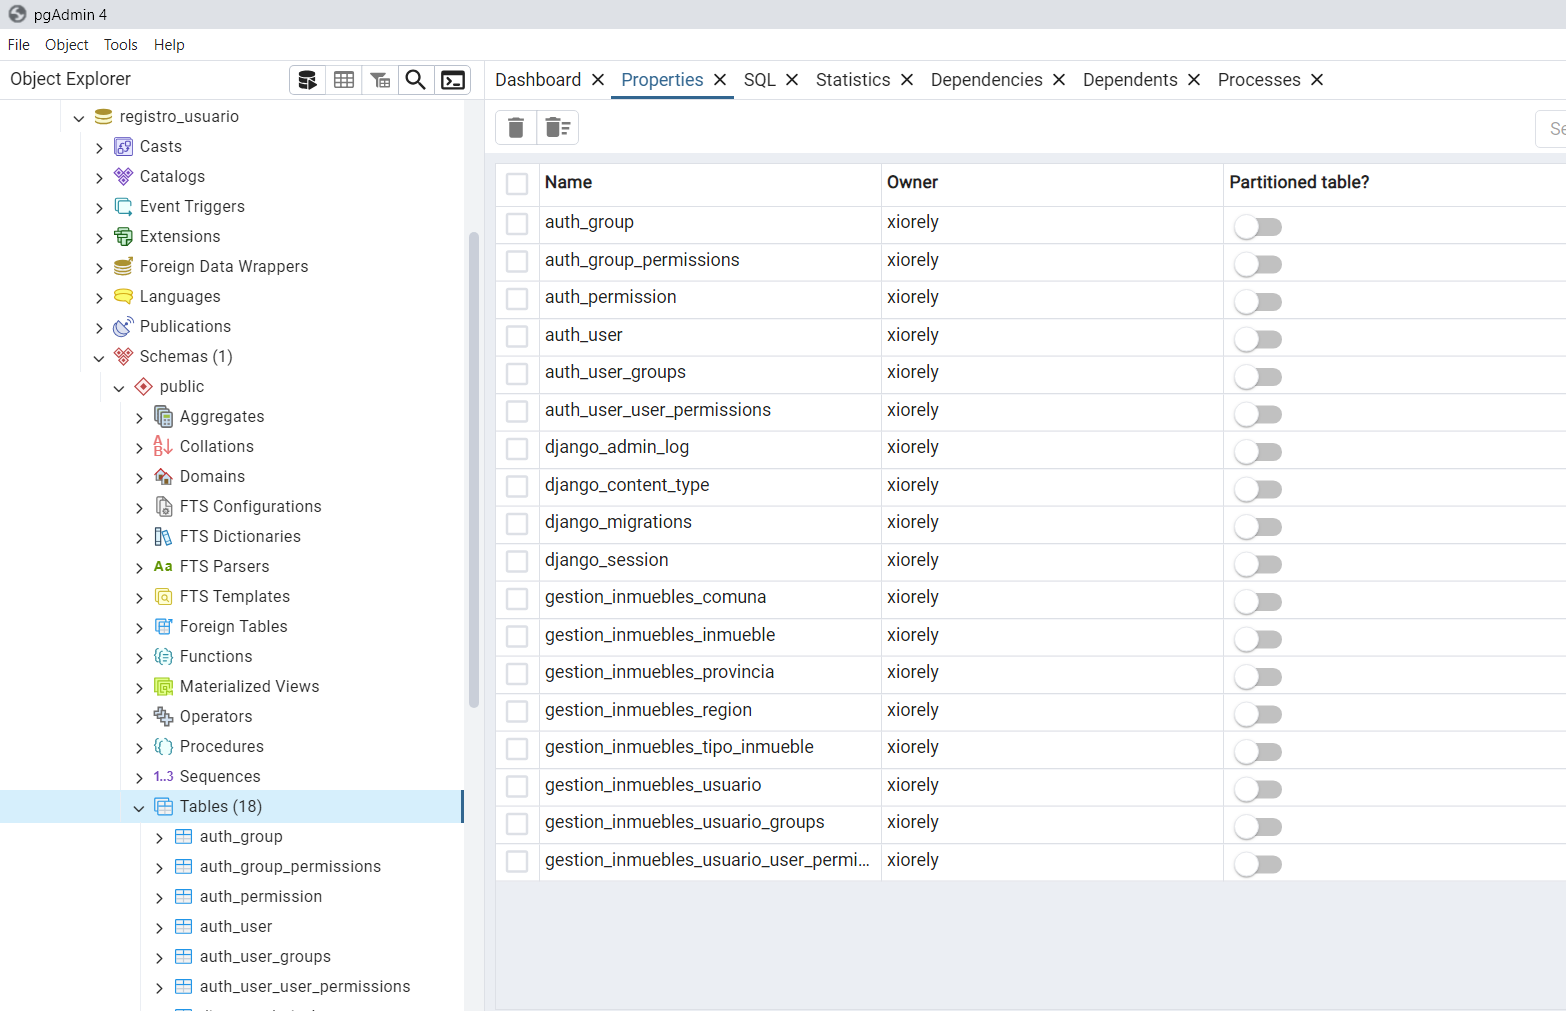 pgAdmin 4
File Object Tools Help
Object Explorer
Dashboard Properties SQL Statistics Dependencies Dependents Processes
registro_usuario
Casts
Catalogs
Event Triggers
Extensions
Foreign Data Wrappers
Languages
Publications
Schemas (1)
public
Aggregates
Collations
Domains
FTS Configurations
FTS Dictionaries
Aa FTS Parsers
FTS Templates
Foreign Tables
Functions
Materialized Views
Operators
Procedures
1..3 Sequences
Tables (18)
auth_group
auth_group_permissions
auth_permission
auth_user
auth_user_groups
auth_user_user_permissions
Se
Name Owner Partitioned table?
auth_group xiorely
auth_group_permissions xiorely
auth_permission xiorely
auth_user xiorely
auth_user_groups xiorely
auth_user_user_permissions xiorely
django_admin_log xiorely
django_content_type xiorely
django_migrations xiorely
django_session xiorely
gestion_inmuebles_comuna xiorely
gestion_inmuebles_inmueble xiorely
gestion_inmuebles_provincia xiorely
gestion_inmuebles_region xiorely
gestion_inmuebles_tipo_inmueble xiorely
gestion_inmuebles_usuario xiorely
gestion_inmuebles_usuario_groups xiorely
gestion_inmuebles_usuario_user_permi... xiorely